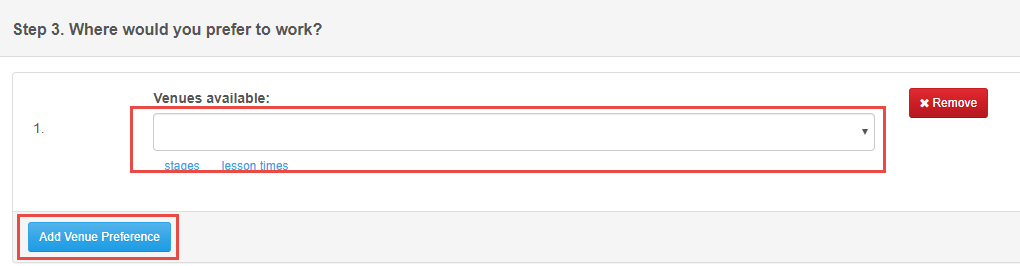 Step 3. Where would you prefer to work?
Venues available:
✖ Remove
1.
stages lesson times
Add Venue Preference